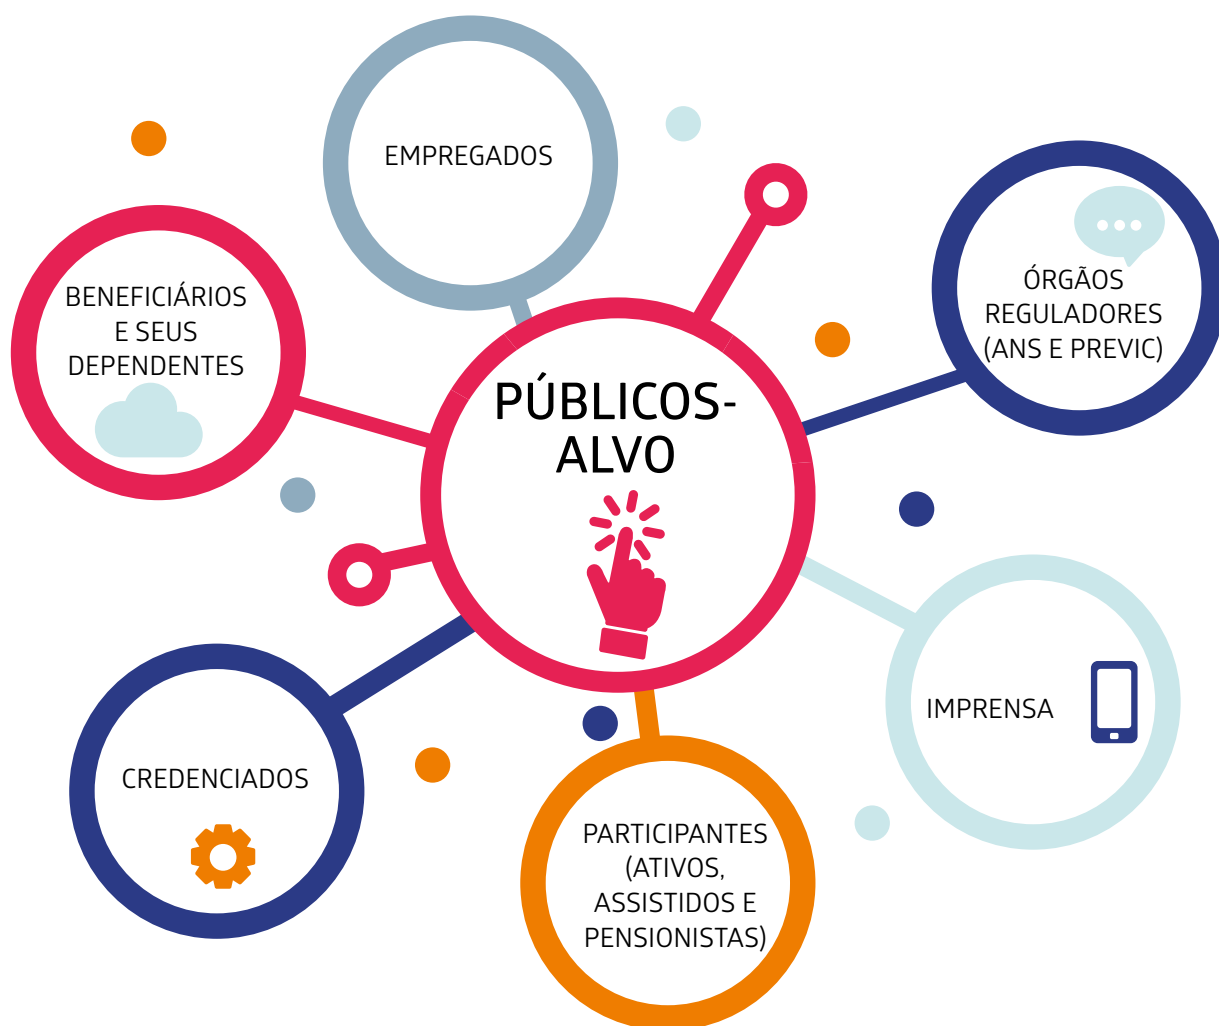 EMPREGADOS
BENEFICIÁRIOS
E SEUS
DEPENDENTES
ÓRGÃOS
REGULADORES
(ANS E PREVIC)
PÚBLICOS-
ALVO
IMPRENSA
CREDENCIADOS
PARTICIPANTES
(ATIVOS,
ASSISTIDOS E
PENSIONISTAS)